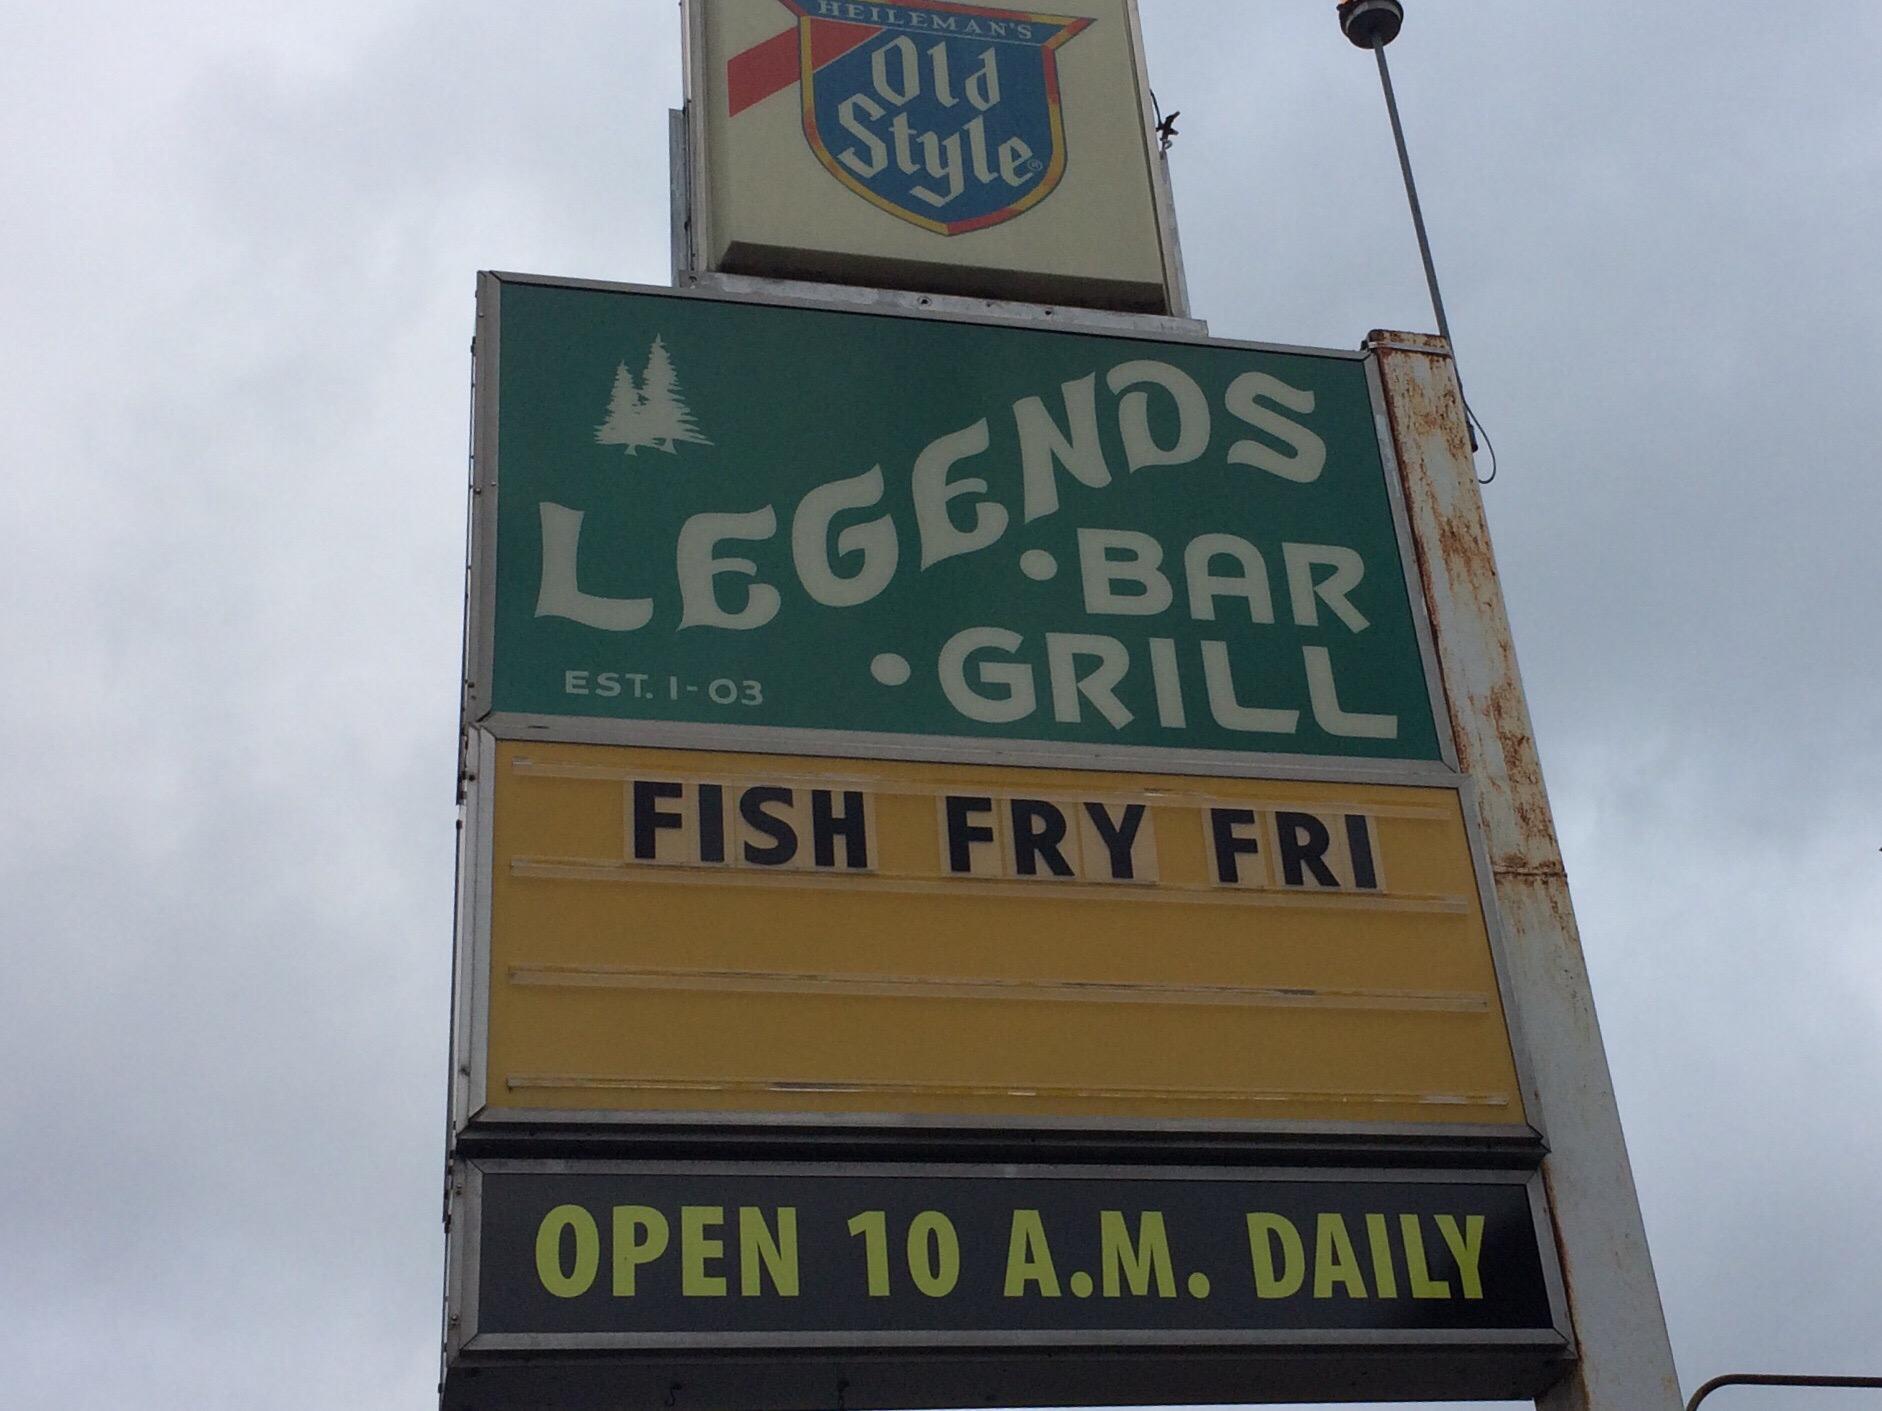 HEILEMAN'S
Old
Style®
LEGENDS
• BAR
• GRILL
EST. 1-03
FISH FRY FRI
OPEN 10 A.M. DAILY